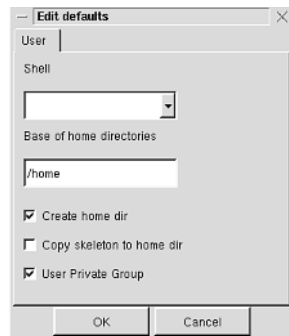 Edit defaults
User
Shell
Base of home directories
/home
Create home dir
Copy skeleton to home dir
User Private Group
OK
Cancel